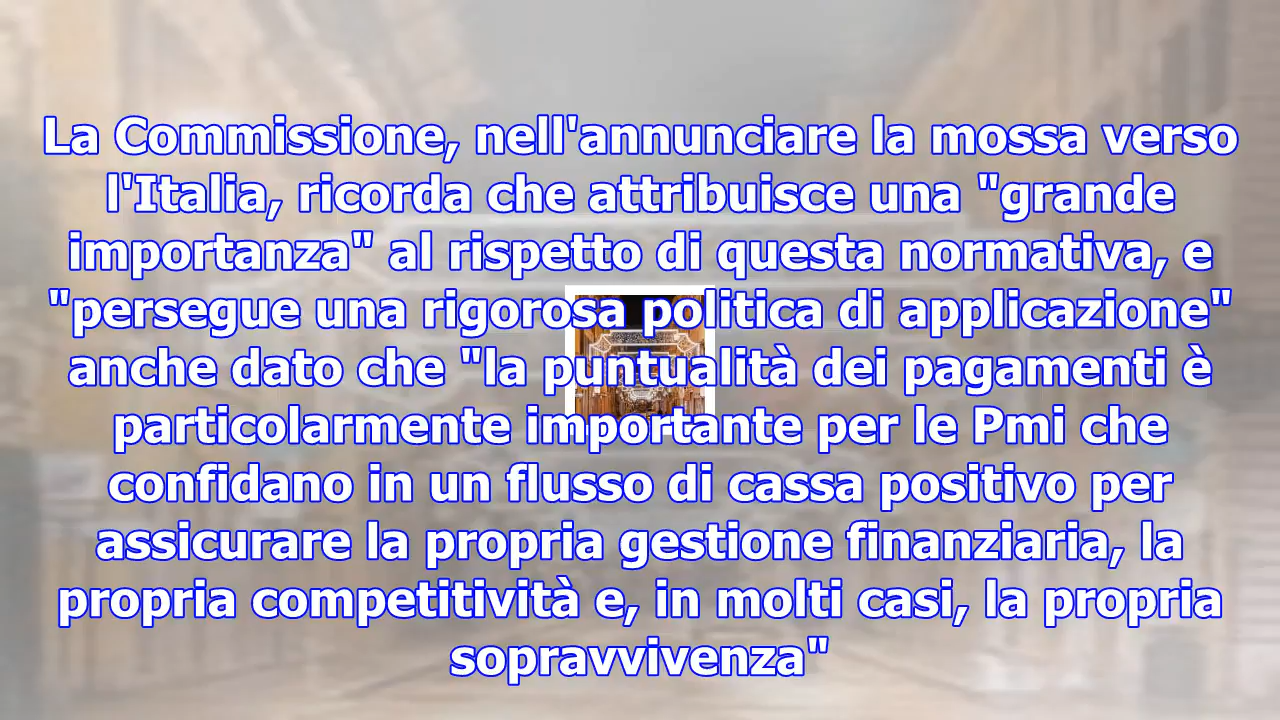 La Commissione, nell'annunciare la mossa verso
l'Italia, ricorda che attribuisce una "grande
importanza" al rispetto di questa normativa, e
"persegue una rigorosa politica di applicazione"
anche dato che "la puntualità dei pagamenti è
particolarmente importante per le Pmi che
confidano in un flusso di cassa positivo per
assicurare la propria gestione finanziaria, la
propria competitività e, in molti casi, la propria
sopravvivenza"